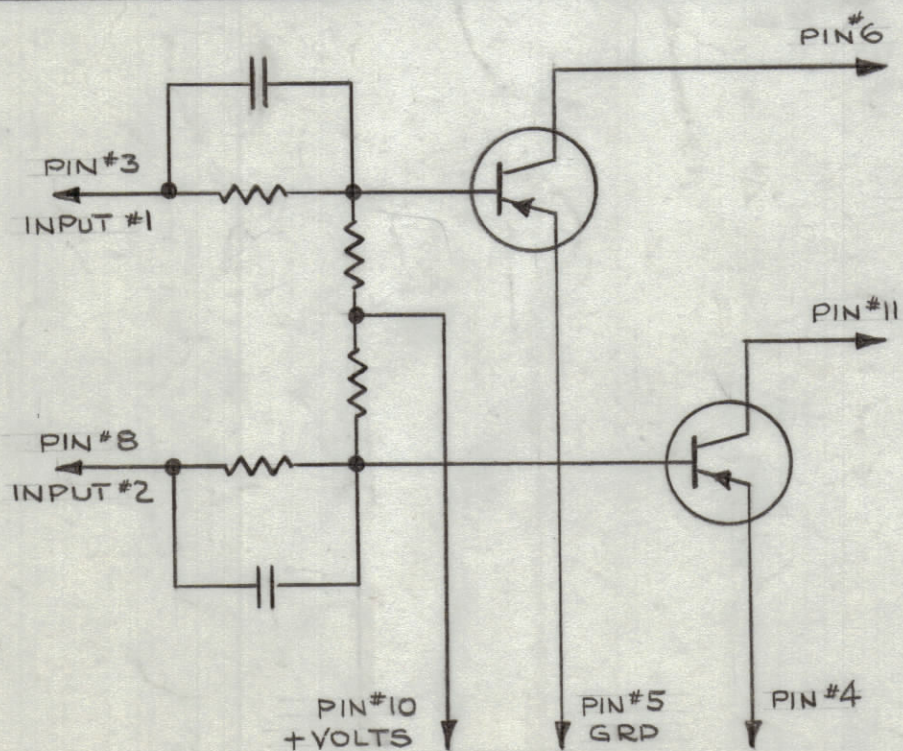 PIN #6
PIN #3
INPUT #1
PIN #11
PIN #8
INPUT #2
PIN #10
+ VOLTS
PIN #5
GRD
PIN #4